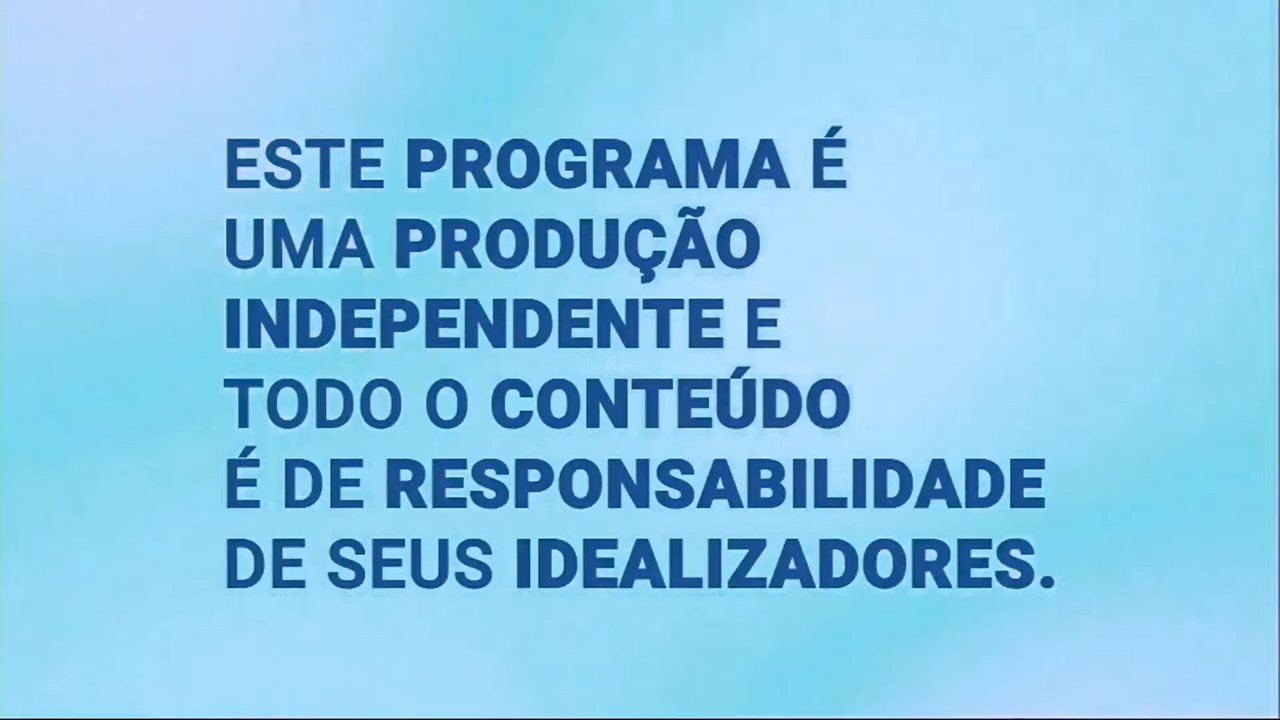 ESTE PROGRAMA É
UMA PRODUÇÃO
INDEPENDENTE E
TODO O CONTEÚDO
É DE RESPONSABILIDADE
DE SEUS IDEALIZADORES.